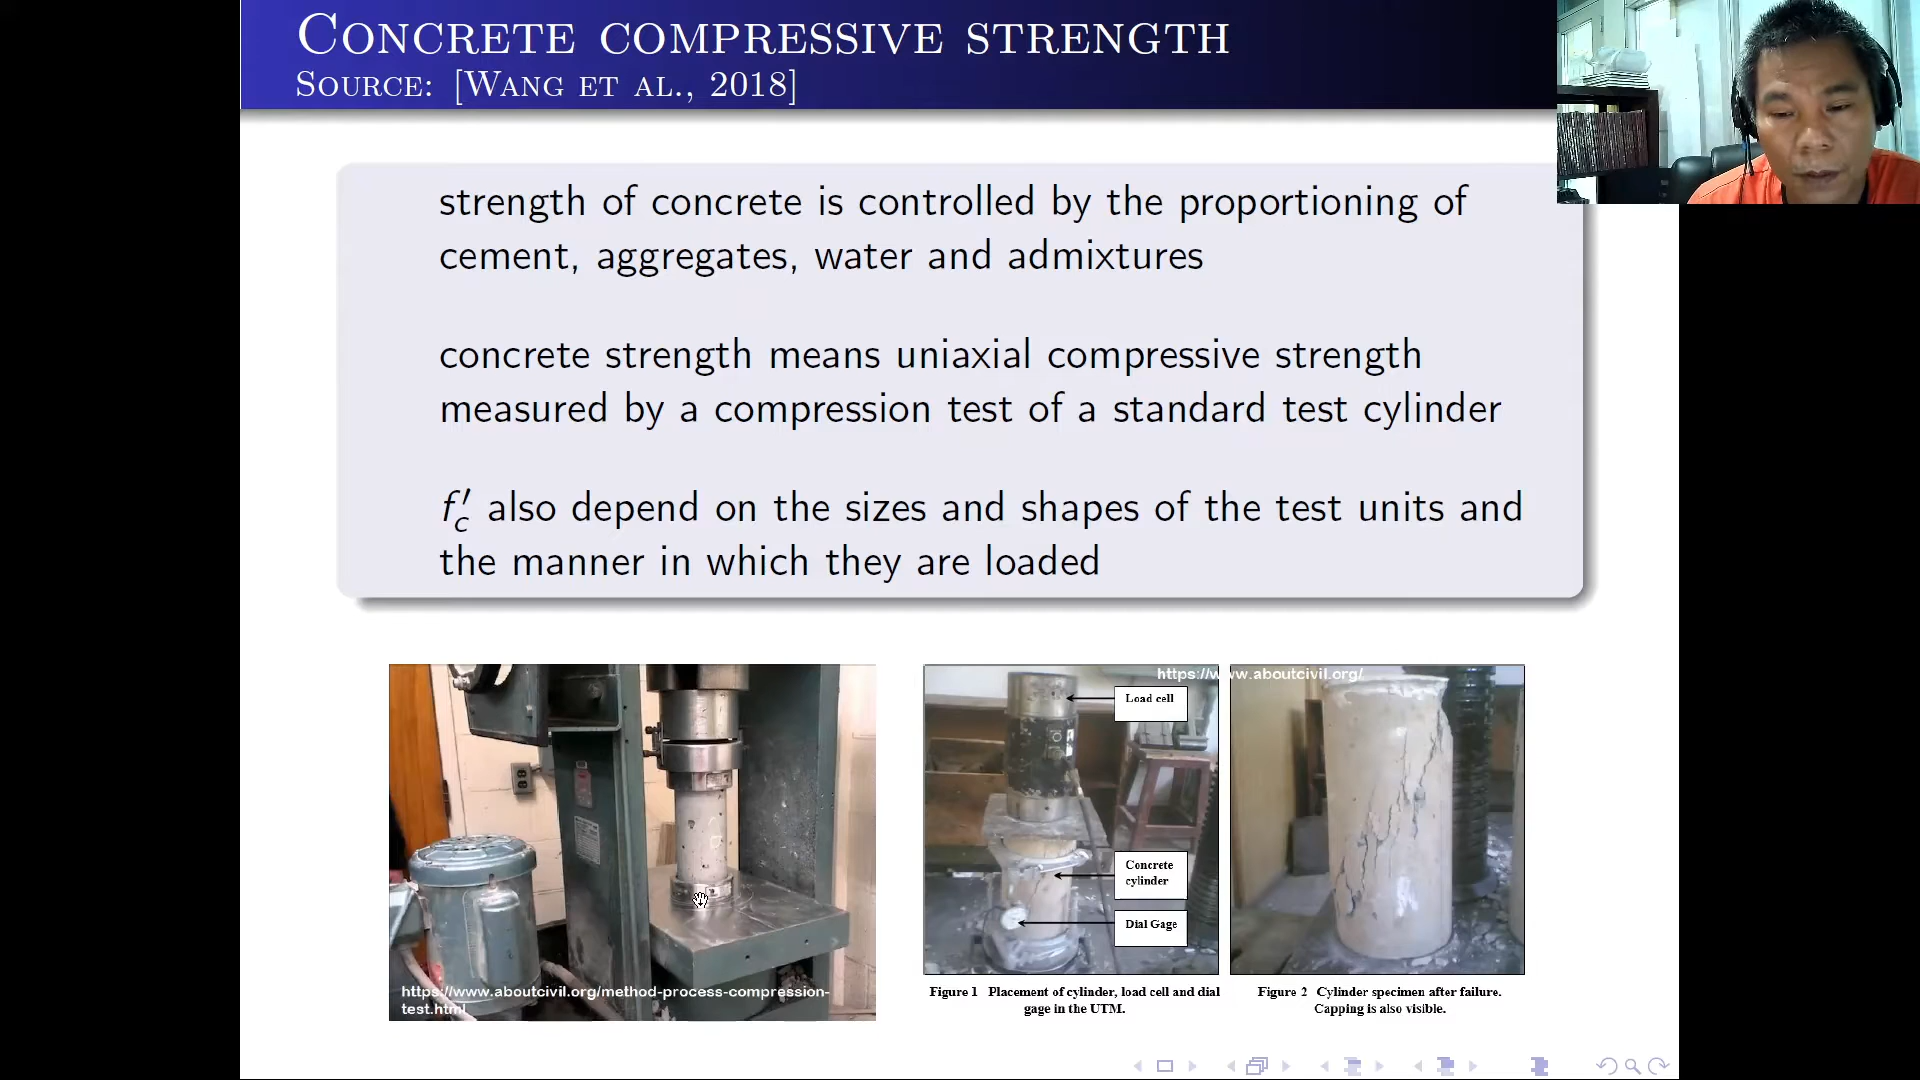 CONCRETE COMPRESSIVE STRENGTH
SOURCE: [WANG ET AL., 2018]
strength of concrete is controlled by the proportioning of
cement, aggregates, water and admixtures
concrete strength means uniaxial compressive strength
measured by a compression test of a standard test cylinder
f′c also depend on the sizes and shapes of the test units and
the manner in which they are loaded
https://www.aboutcivil.org/method-process-compression-
test.html
https://www.aboutcivil.org/
Load cell
Concrete
cylinder
Dial Gage
Figure 1 Placement of cylinder, load cell and dial
gage in the UTM.
Figure 2 Cylinder specimen after failure.
Capping is also visible.